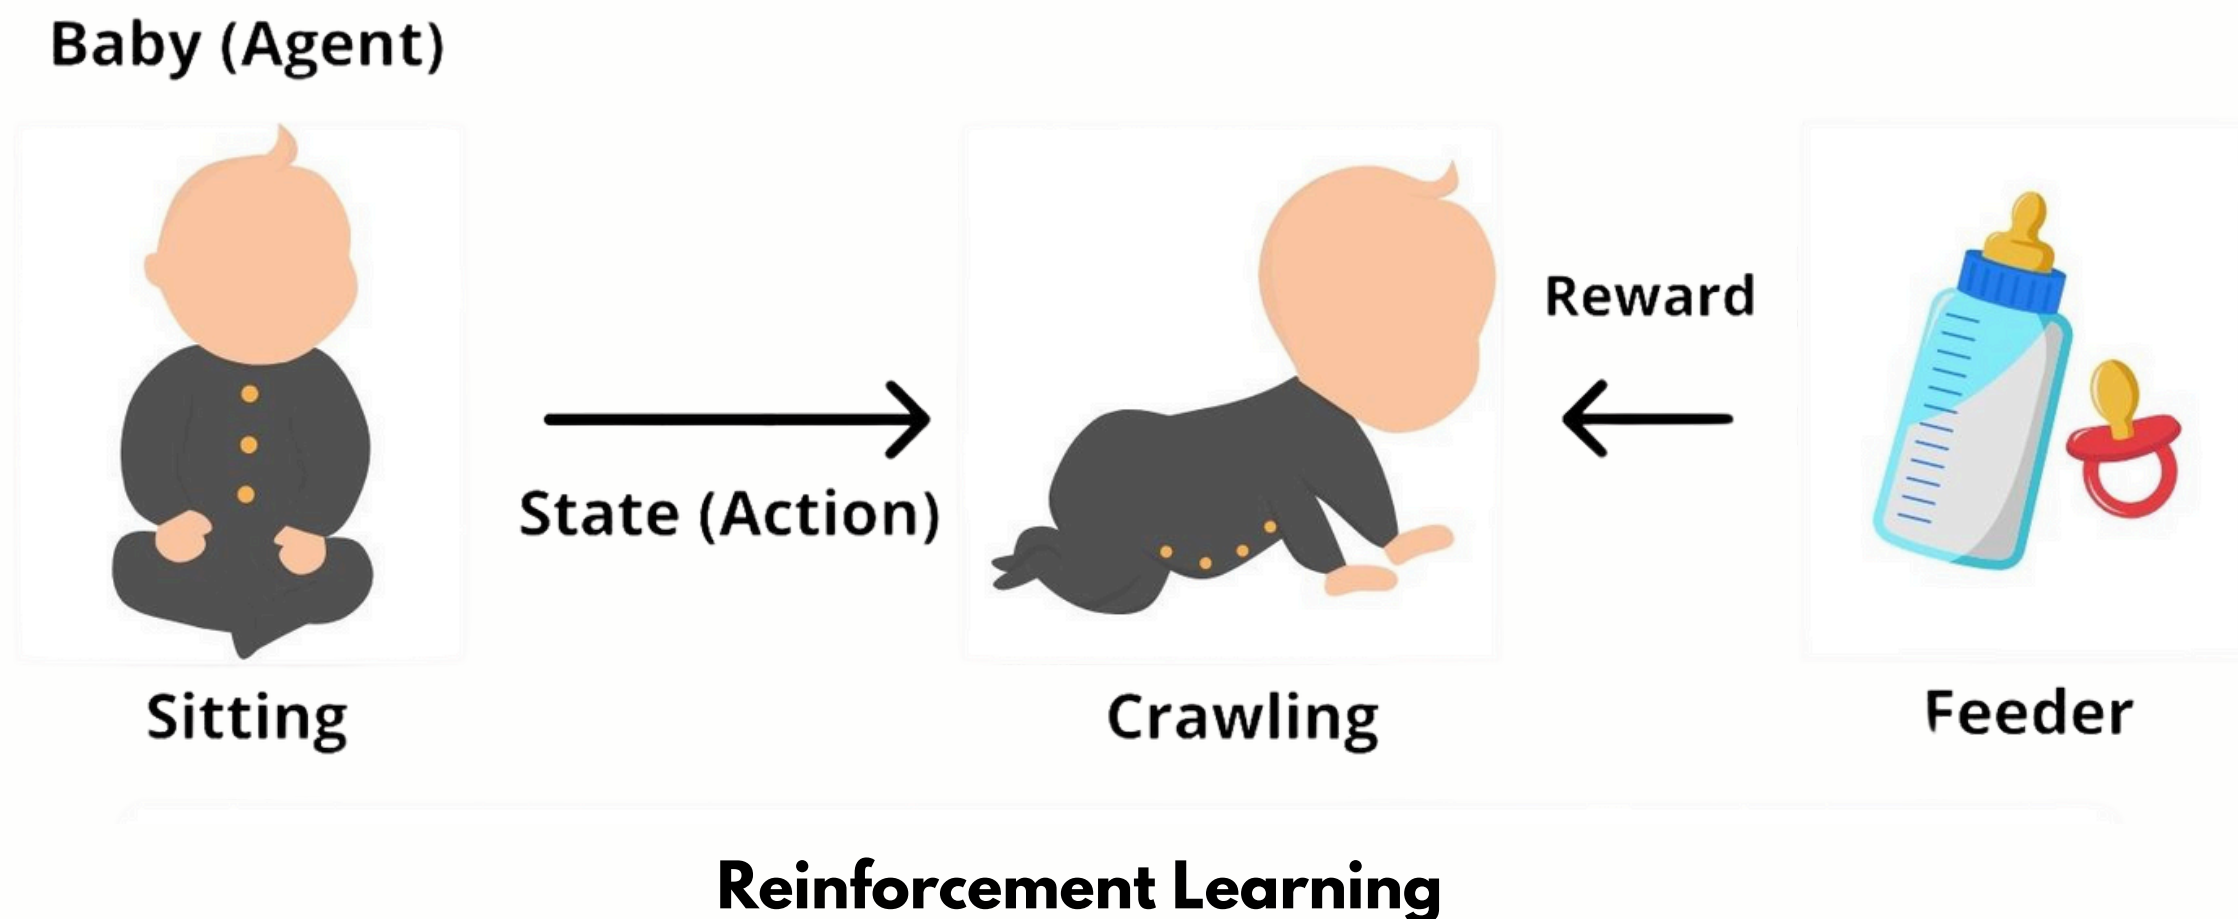 Baby (Agent)
State (Action)
Reward
Sitting
Crawling
Feeder
Reinforcement Learning